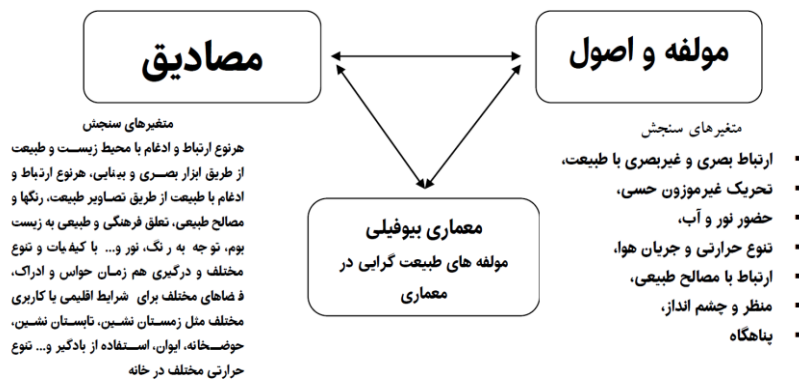 مولفه و اصول
متغیرهای سنجش
▪ ارتباط بصری و غیربصری با طبیعت،
▪ تحریک غیرموزون حسی،
▪ حضور نور و آب،
▪ تنوع حرارتی و جریان هوا،
▪ ارتباط با مصالح طبیعی،
▪ منظر و چشم انداز،
▪ پناهگاه
مصادیق
متغیرهای سنجش
هرنوع ارتباط و ادغام با محیط زیست و طبیعت
از طریق ابزار بصری و بینایی، هرنوع ارتباط و
ادغام با طبیعت از طریق تصاویر طبیعت، رنگها و
مصالح طبیعی، تعلق فرهنگی و طبیعی به زیست
بوم، توجه به رنگ، نور و... با کیفیات و تنوع
مختلف و درگیری هم زمان حواس و ادراک،
فضاهای مختلف برای شرایط اقلیمی با کاربری
مختلف مثل زمستان نشین، تابستان نشین،
حوضخانه، ایوان، استفاده از بادگیر و... تنوع
حرارتی مختلف در خانه
معماری بیوفیلی
مولفه های طبیعت گرایی در
معماری